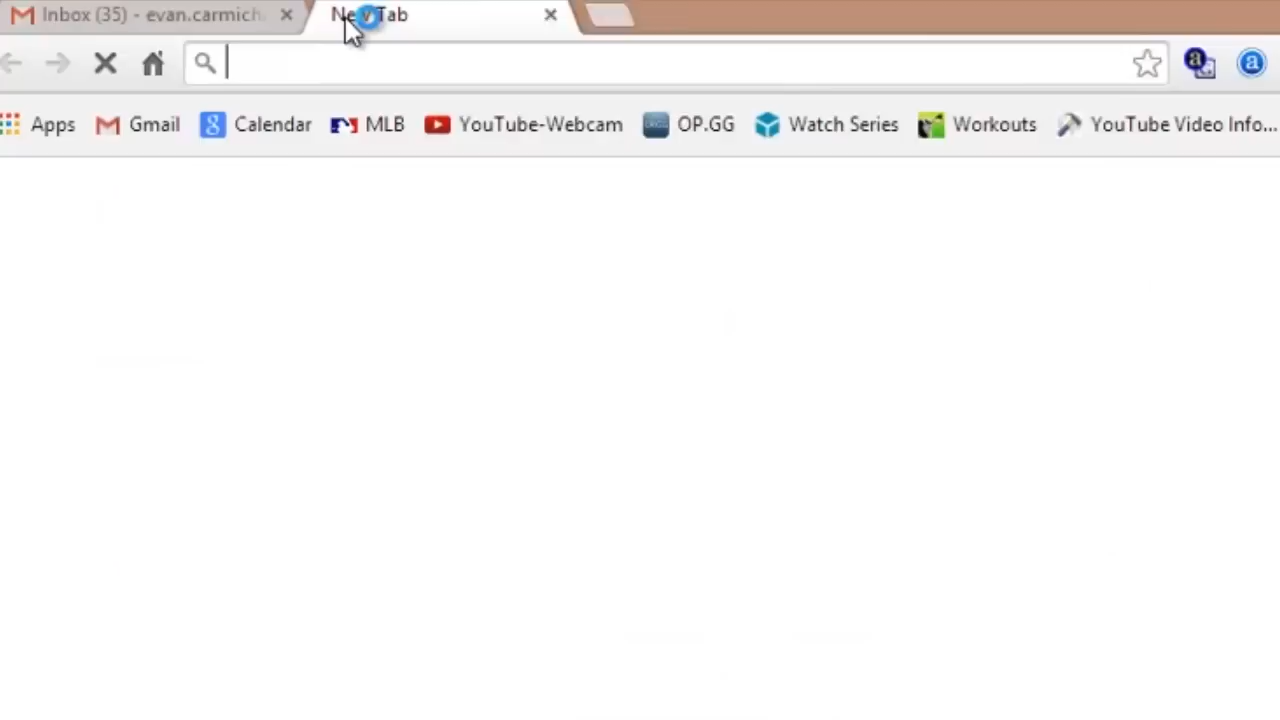 Inbox (35) - evan.carmich
New Tab
Apps Gmail Calendar MLB YouTube-Webcam OP.GG Watch Series Workouts YouTube Video Info...